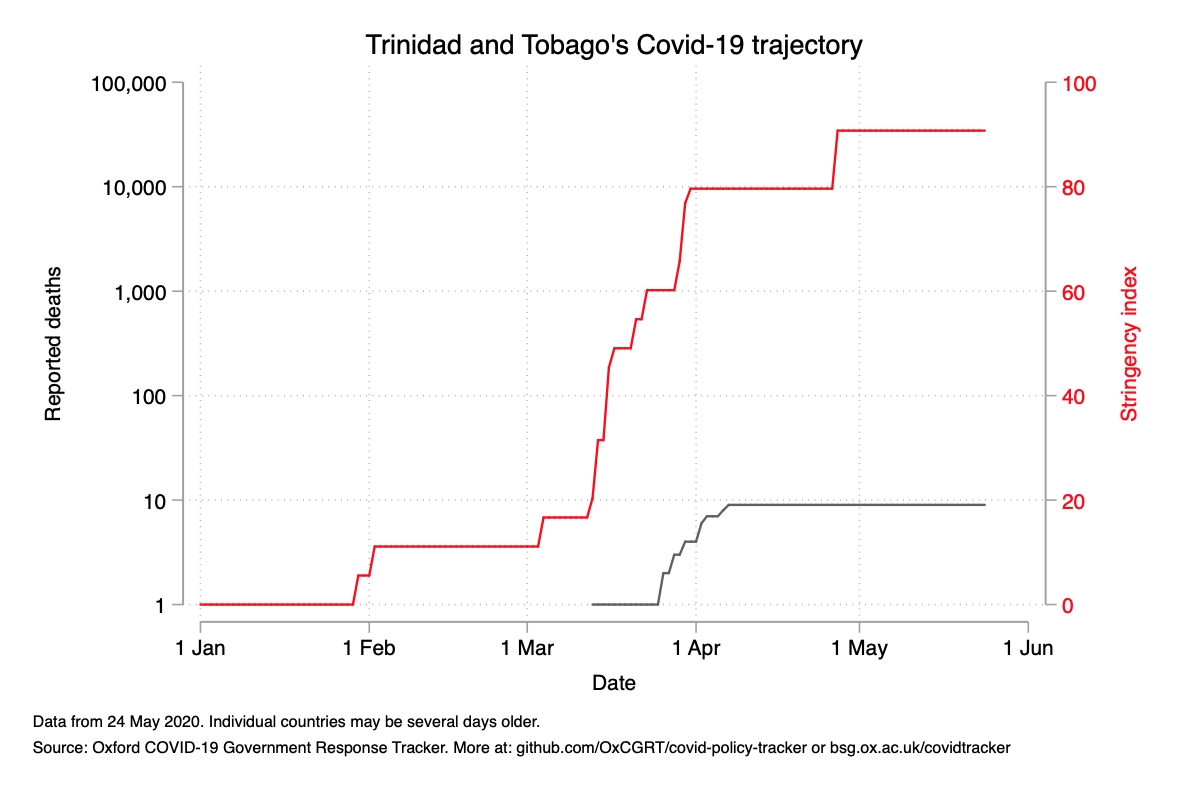 Trinidad and Tobago's Covid-19 trajectory
100,000
10,000
1,000
100
10
1
Reported deaths
100
80
60
40
20
0
Stringency index
1 Jan
1 Feb
1 Mar
1 Apr
1 May
1 Jun
Date
Data from 24 May 2020. Individual countries may be several days older.
Source: Oxford COVID-19 Government Response Tracker. More at: github.com/OxCGRT/covid-policy-tracker or bsg.ox.ac.uk/covidtracker